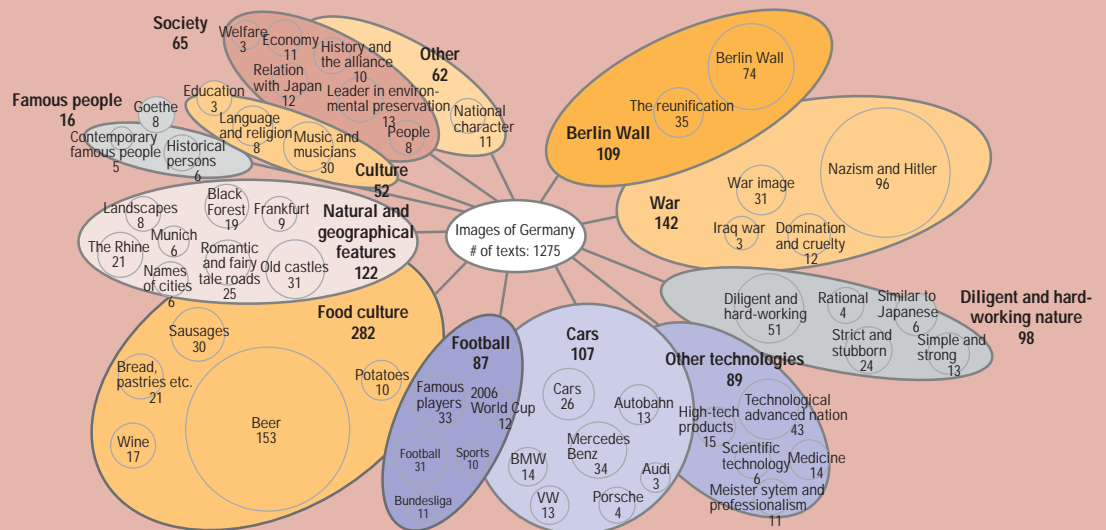 Society
65
Welfare
3
Economy
11
History and
the alliance
10
Relation
with Japan
12
Leader in environ-
mental preservation
13
People
8
Other
62
National
character
11
Famous people
16
Goethe
8
Contemporary
famous people
5
Historical
persons
6
Education
3
Language
and religion
8
Music and
musicians
30
Culture
52
Berlin Wall
74
The reunification
35
Berlin Wall
109
Nazism and Hitler
96
War image
31
War
142
Iraq war
3
Domination
and cruelty
12
Images of Germany
# of texts: 1275
Landscapes
8
Black
Forest
19
Frankfurt
9
Natural and
geographical
features
122
The Rhine
21
Munich
6
Names
of cities
6
Romantic
and fairy
tale roads
25
Old castles
31
Diligent and
hard-working
51
Rational
4
Similar to
Japanese
6
Strict and
stubborn
24
Simple and
strong
13
Diligent and hard-
working nature
98
Food culture
282
Sausages
30
Bread,
pastries etc.
21
Potatoes
10
Beer
153
Wine
17
Football
87
Famous
players
33
2006
World Cup
12
Football
31
Sports
10
Bundesliga
11
Cars
107
Cars
26
Autobahn
13
Mercedes
Benz
34
BMW
14
Audi
3
VW
13
Porsche
4
Other technologies
89
Technological
advanced nation
43
High-tech
products
15
Scientific
technology
6
Medicine
14
Meister sytem and
professionalism
11